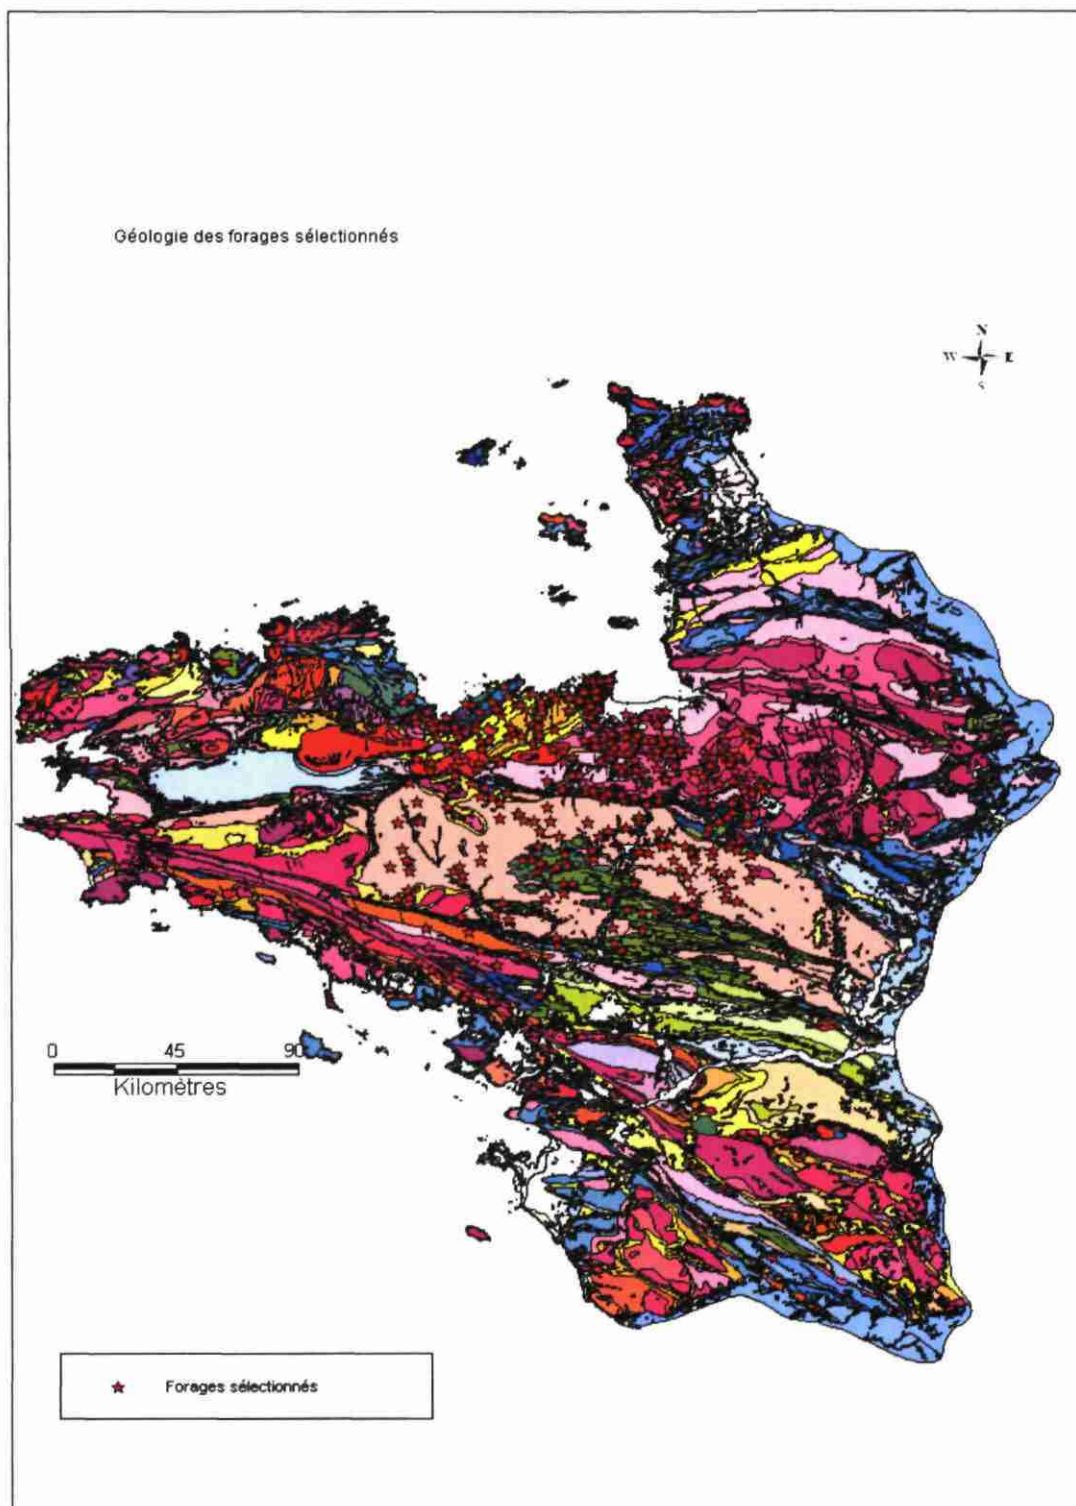 Géologie des forages sélectionnés
N
W E
S
0 45 90
Kilomètres
Forages sélectionnés